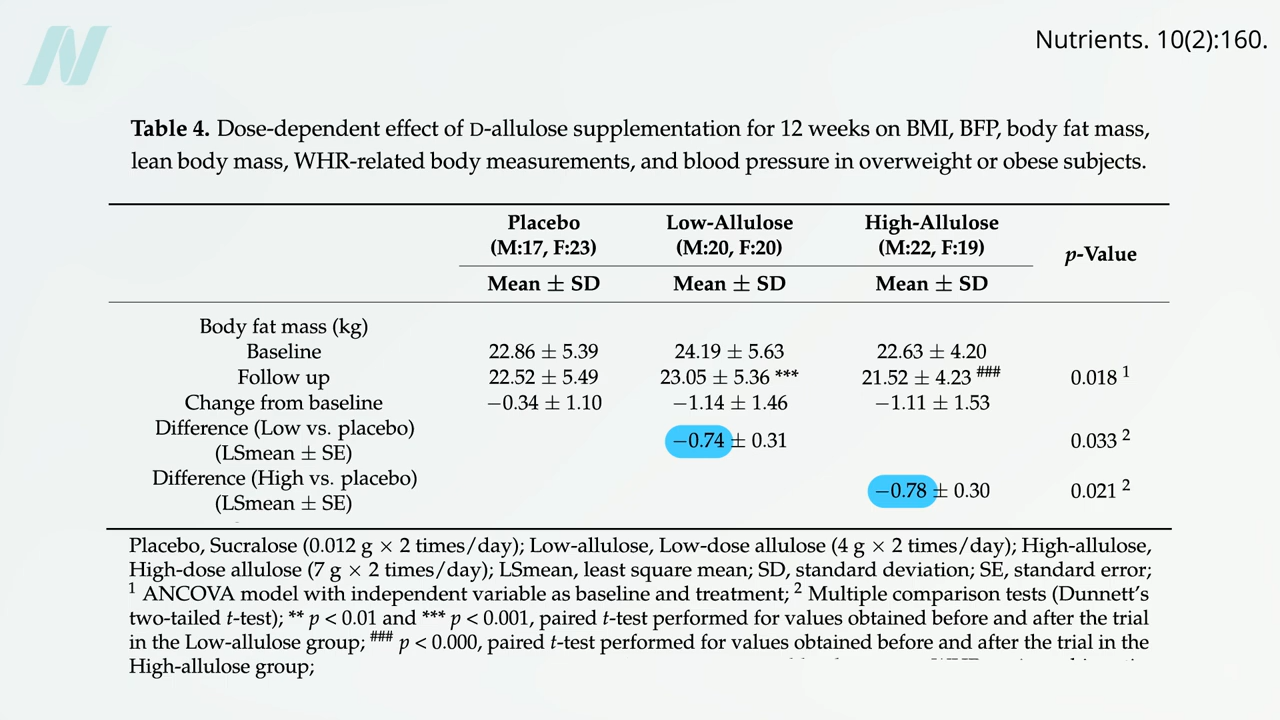 N
Nutrients. 10(2):160.
Table 4. Dose-dependent effect of D-allulose supplementation for 12 weeks on BMI, BFP, body fat mass,
lean body mass, WHR-related body measurements, and blood pressure in overweight or obese subjects.
Placebo Low-Allulose High-Allulose
(M:17, F:23) (M:20, F:20) (M:22, F:19) p-Value
Mean ± SD Mean ± SD Mean ± SD
Body fat mass (kg)
Baseline 22.86 ± 5.39 24.19 ± 5.63 22.63 ± 4.20
Follow up 22.52 ± 5.49 23.05 ± 5.36 *** 21.52 ± 4.23 ### 0.018 1
Change from baseline −0.34 ± 1.10 −1.14 ± 1.46 −1.11 ± 1.53
Difference (Low vs. placebo)
(LSmean ± SE) −0.74 ± 0.31 0.033 2
Difference (High vs. placebo)
(LSmean ± SE) −0.78 ± 0.30 0.021 2
Placebo, Sucralose (0.012 g × 2 times/day); Low-allulose, Low-dose allulose (4 g × 2 times/day); High-allulose,
High-dose allulose (7 g × 2 times/day); LSmean, least square mean; SD, standard deviation; SE, standard error;
1 ANCOVA model with independent variable as baseline and treatment; 2 Multiple comparison tests (Dunnett's
two-tailed t-test); ** p < 0.01 and *** p < 0.001, paired t-test performed for values obtained before and after the trial
in the Low-allulose group; ### p < 0.000, paired t-test performed for values obtained before and after the trial in the
High-allulose group;